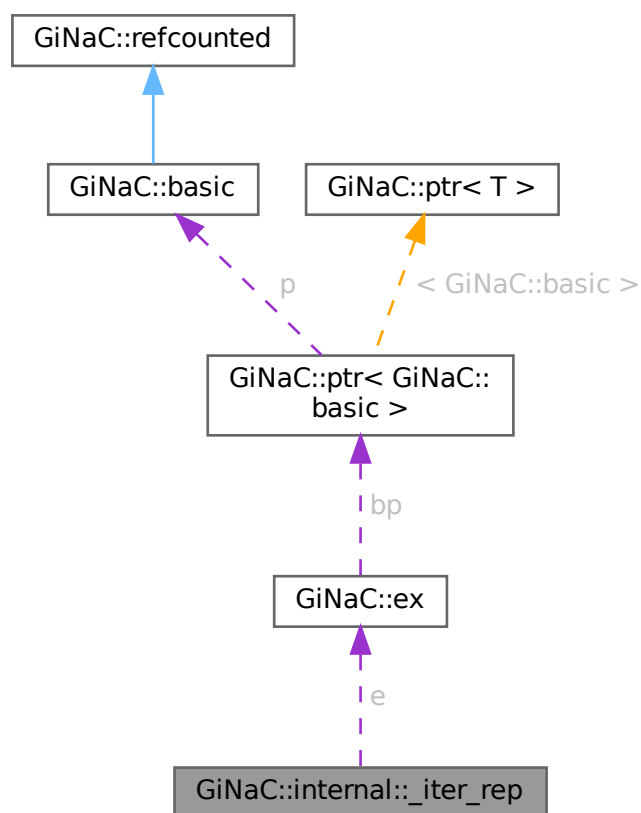 GiNaC::refcounted
GiNaC::basic
GiNaC::ptr< T >
p
< GiNaC::basic >
GiNaC::ptr< GiNaC::
basic >
bp
GiNaC::ex
e
GiNaC::internal::_iter_rep